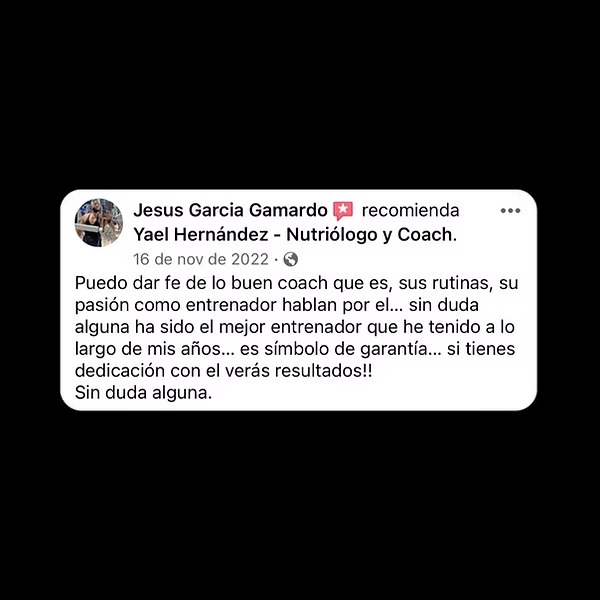 Jesus Garcia Gamardo recomienda
Yael Hernández - Nutriólogo y Coach.
16 de nov de 2022 ·
Puedo dar fe de lo buen coach que es, sus rutinas, su
pasión como entrenador hablan por el... sin duda
alguna ha sido el mejor entrenador que he tenido a lo
largo de mis años... es símbolo de garantía... si tienes
dedicación con el verás resultados!!
Sin duda alguna.